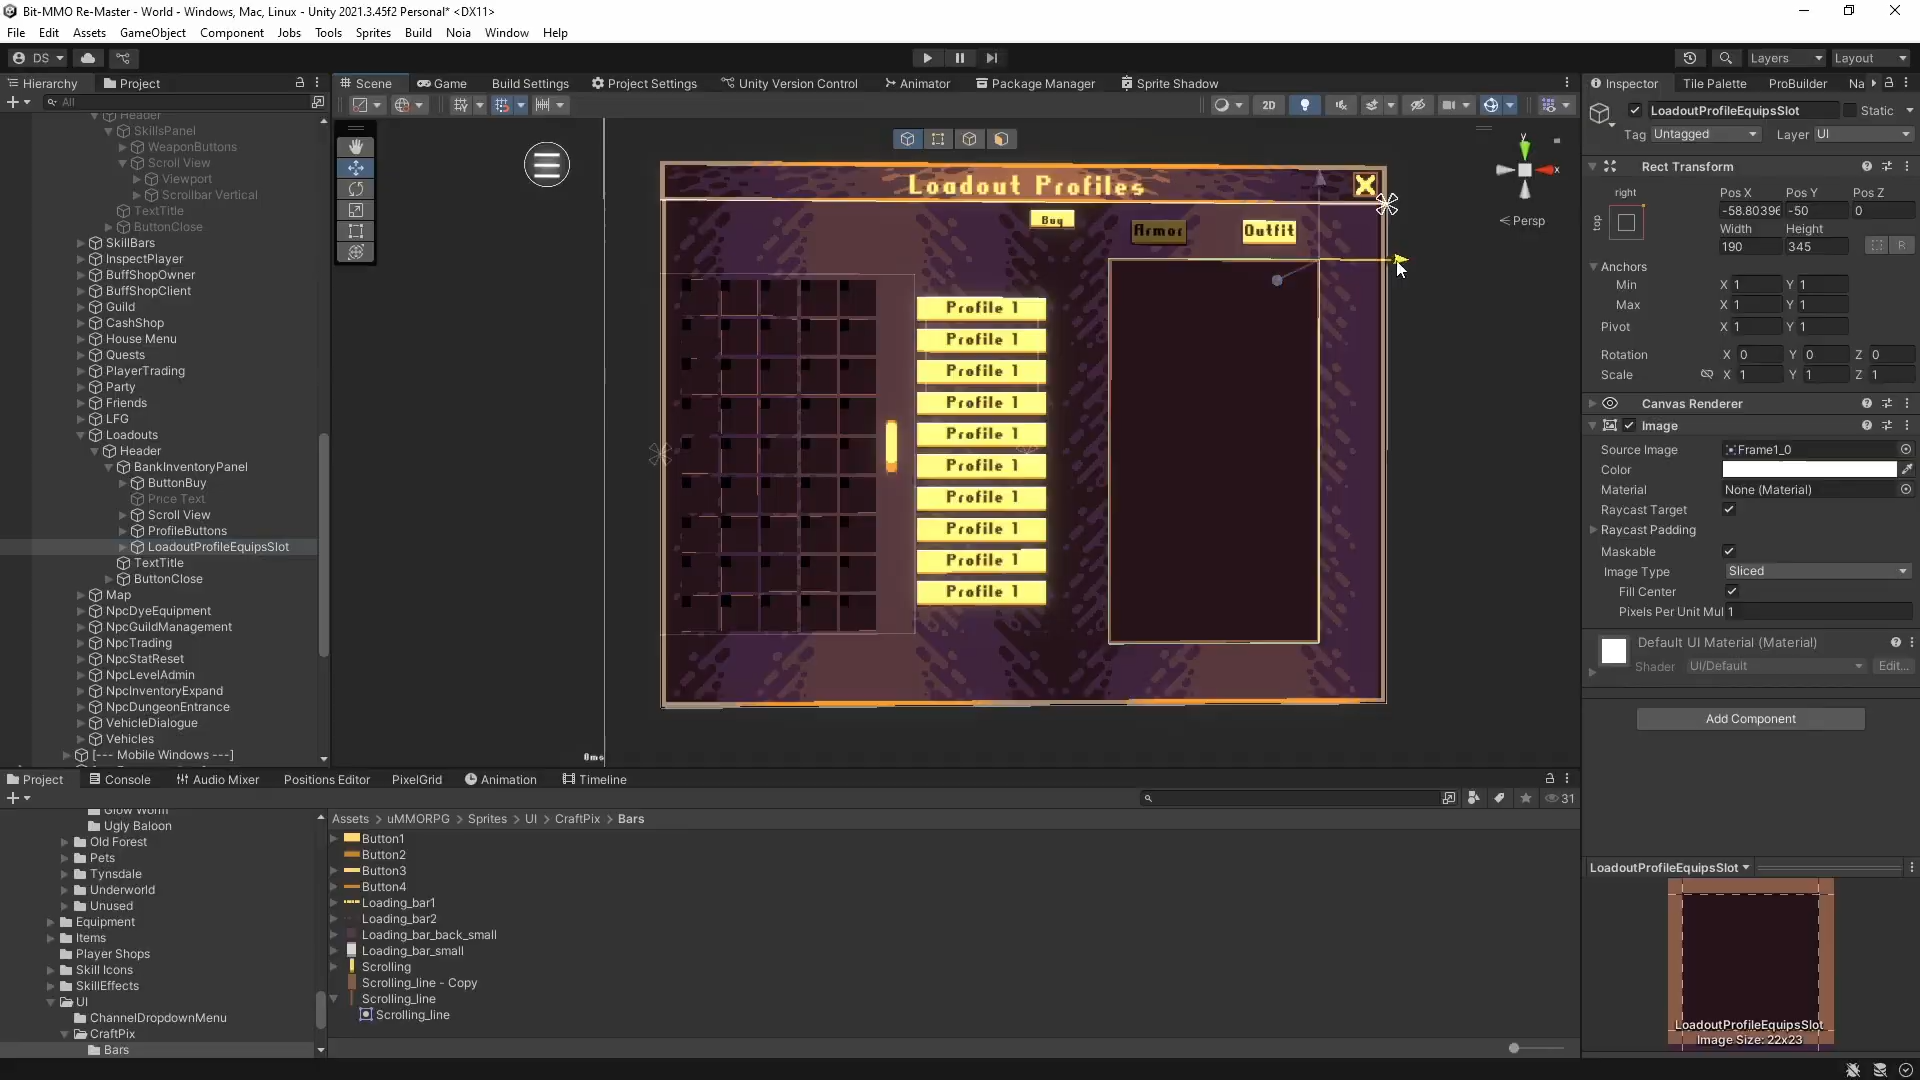 Bit-MMO Re-Master - World - Windows, Mac, Linux - Unity 2021.3.45f2 Personal* <DX11>
File Edit Assets GameObject Component Jobs Tools Sprites Build Noia Window Help
DS
Layers
Layout
Hierarchy
Project
Scene
Game
Build Settings
Project Settings
Unity Version Control
Animator
Package Manager
Sprite Shadow
Inspector
Tile Palette
ProBuilder
Na
All
2D
Header
SkillsPanel
WeaponButtons
Scroll View
Viewport
Scrollbar Vertical
TextTitle
ButtonClose
SkillBars
InspectPlayer
BuffShopOwner
BuffShopClient
Guild
CashShop
House Menu
Quests
PlayerTrading
Party
Friends
LFG
Loadouts
Header
BankInventoryPanel
ButtonBuy
Price Text
Scroll View
ProfileButtons
LoadoutProfileEquipsSlot
TextTitle
ButtonClose
Map
NpcDyeEquipment
NpcGuildManagement
NpcTrading
NpcStatReset
NpcLevelAdmin
NpcInventoryExpand
NpcDungeonEntrance
VehicleDialogue
Vehicles
[--- Mobile Windows ---]
Loadout Profiles
X
Buy
Armor
Outfit
Profile 1
Profile 1
Profile 1
Profile 1
Profile 1
Profile 1
Profile 1
Profile 1
Profile 1
Profile 1
0ms
y
x
< Persp
LoadoutProfileEquipsSlot
Static
Tag Untagged
Layer UI
Rect Transform
right
top
Pos X Pos Y Pos Z
-58.80396 -50 0
Width Height
190 345
R
Anchors
Min X 1 Y 1
Max X 1 Y 1
Pivot X 1 Y 1
Rotation X 0 Y 0 Z 0
Scale X 1 Y 1 Z 1
Canvas Renderer
Image
Source Image Frame1_0
Color
Material None (Material)
Raycast Target
Raycast Padding
Maskable
Image Type Sliced
Fill Center
Pixels Per Unit Mul 1
Default UI Material (Material)
Shader UI/Default Edit...
Add Component
LoadoutProfileEquipsSlot
LoadoutProfileEquipsSlot
Image Size: 22x23
Project
Console
Audio Mixer
Positions Editor
PixelGrid
Animation
Timeline
31
Glow Worm
Ugly Baloon
Old Forest
Pets
Tynsdale
Underworld
Unused
Equipment
Items
Player Shops
Skill Icons
SkillEffects
UI
ChannelDropdownMenu
CraftPix
Bars
Assets > uMMORPG > Sprites > UI > CraftPix > Bars
Button1
Button2
Button3
Button4
Loading_bar1
Loading_bar2
Loading_bar_back_small
Loading_bar_small
Scrolling
Scrolling_line - Copy
Scrolling_line
Scrolling_line